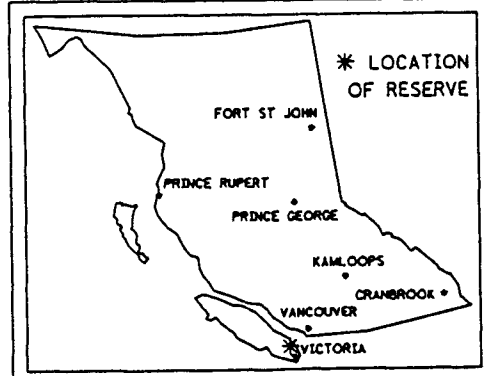 * LOCATION
OF RESERVE
FORT ST JOHN
PRINCE RUPERT
PRINCE GEORGE
KAMLOOPS
CRANBROOK
VANCOUVER
VICTORIA